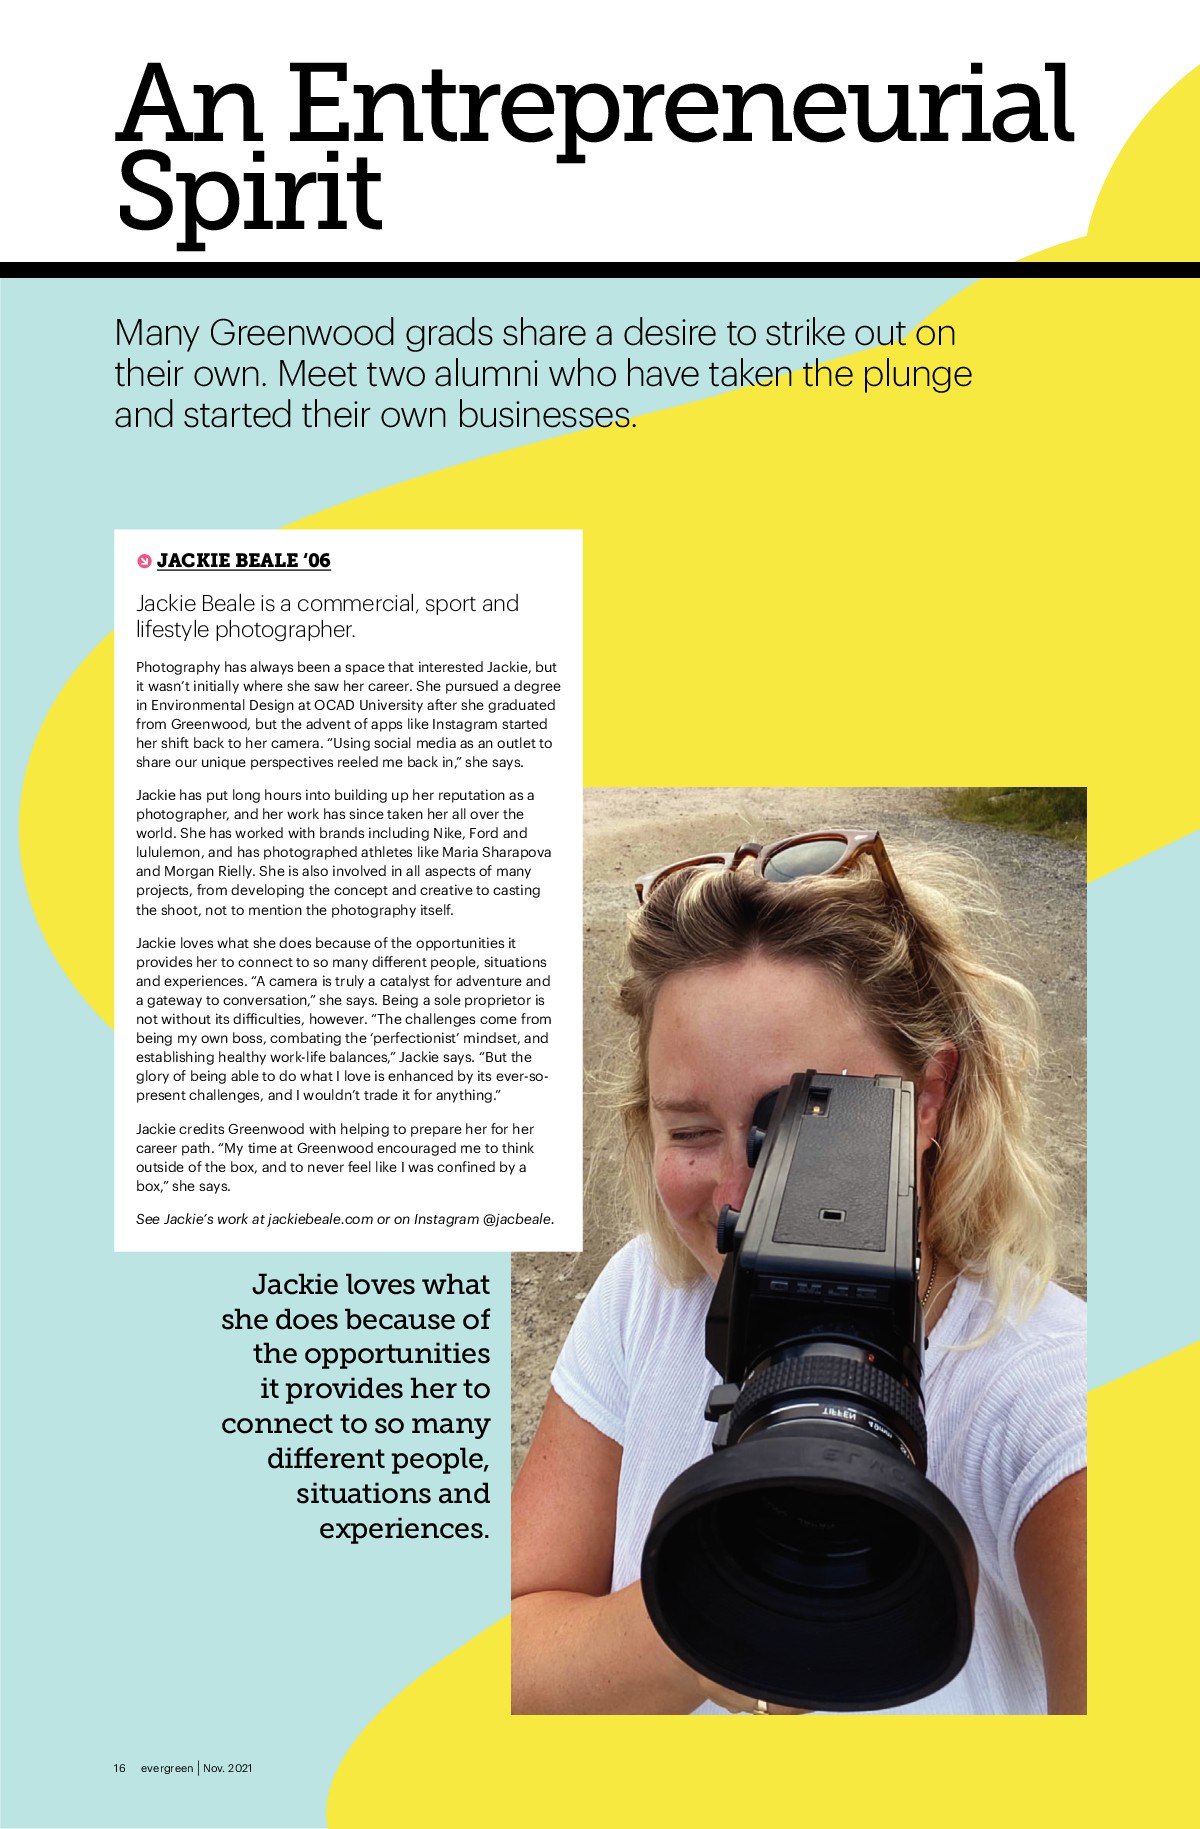 An Entrepreneurial
Spirit
Many Greenwood grads share a desire to strike out on
their own. Meet two alumni who have taken the plunge
and started their own businesses.
JACKIE BEALE ‘06
Jackie Beale is a commercial, sport and
lifestyle photographer.
Photography has always been a space that interested Jackie, but
it wasn’t initially where she saw her career. She pursued a degree
in Environmental Design at OCAD University after she graduated
from Greenwood, but the advent of apps like Instagram started
her shift back to her camera. “Using social media as an outlet to
share our unique perspectives reeled me back in,” she says.
Jackie has put long hours into building up her reputation as a
photographer, and her work has since taken her all over the
world. She has worked with brands including Nike, Ford and
lululemon, and has photographed athletes like Maria Sharapova
and Morgan Rielly. She is also involved in all aspects of many
projects, from developing the concept and creative to casting
the shoot, not to mention the photography itself.
Jackie loves what she does because of the opportunities it
provides her to connect to so many different people, situations
and experiences. “A camera is truly a catalyst for adventure and
a gateway to conversation,” she says. Being a sole proprietor is
not without its difficulties, however. “The challenges come from
being my own boss, combating the ‘perfectionist’ mindset, and
establishing healthy work-life balances,” Jackie says. “But the
glory of being able to do what I love is enhanced by its ever-so-
present challenges, and I wouldn’t trade it for anything.”
Jackie credits Greenwood with helping to prepare her for her
career path. “My time at Greenwood encouraged me to think
outside of the box, and to never feel like I was confined by a
box,” she says.
See Jackie’s work at jackiebeale.com or on Instagram @jacbeale.
Jackie loves what
she does because of
the opportunities
it provides her to
connect to so many
different people,
situations and
experiences.
TIFFEN
ELMO
16 evergreen | Nov. 2021